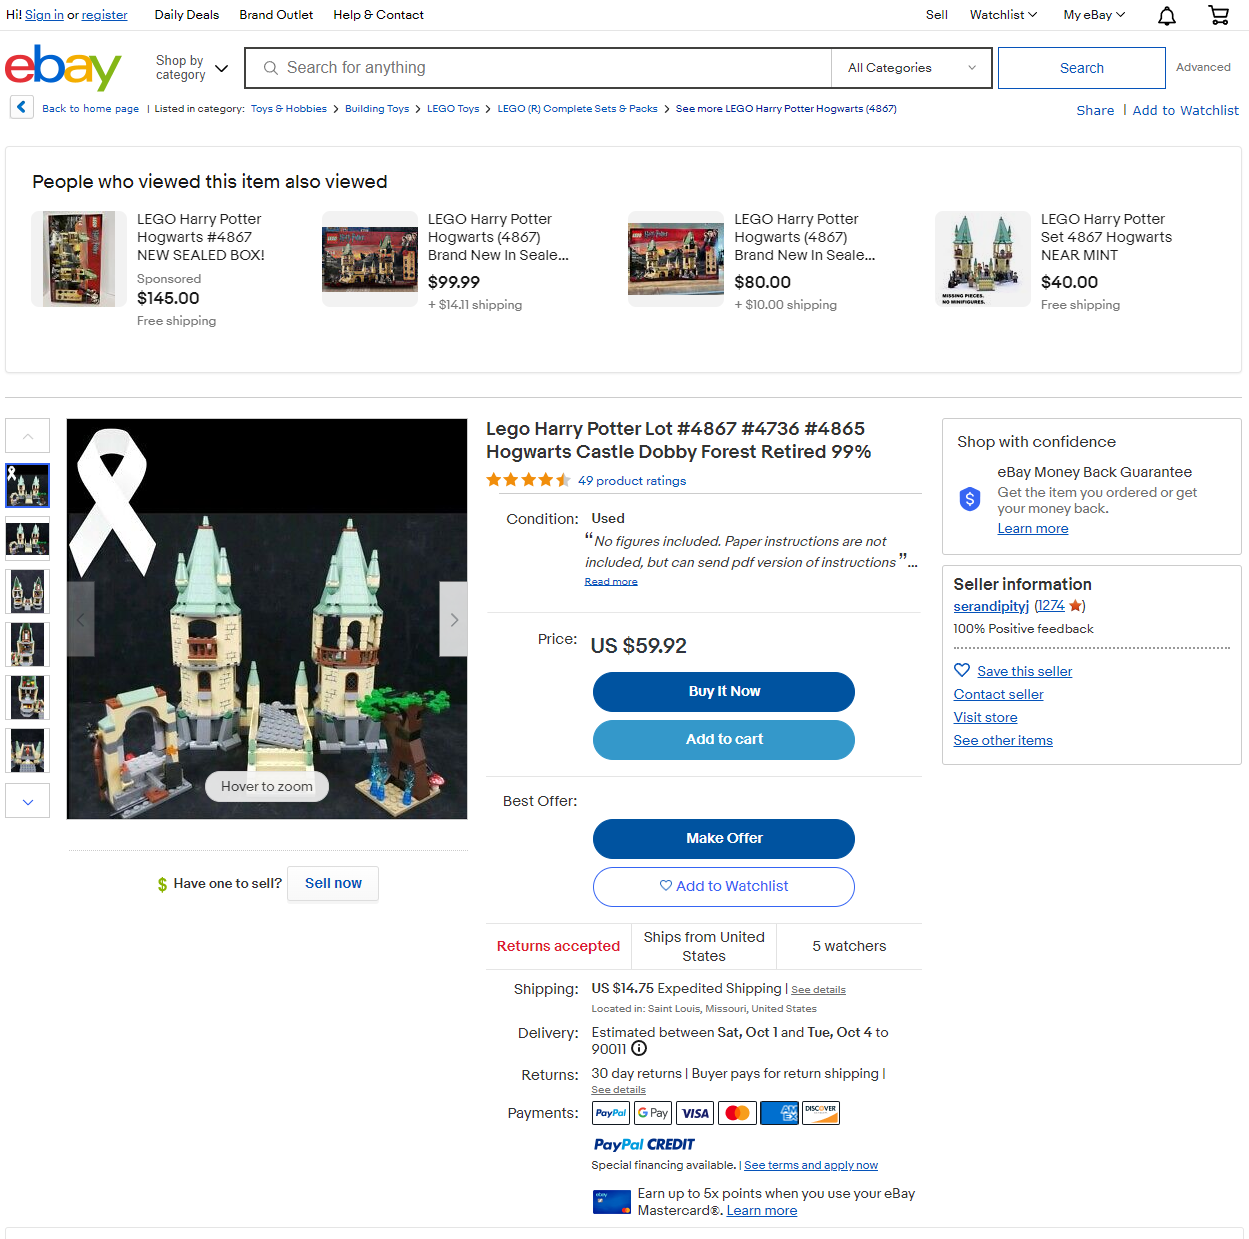 Hi! Sign in or register Daily Deals Brand Outlet Help & Contact Sell Watchlist My eBay
ebay Shop by category Search for anything All Categories Search Advanced
Back to home page | Listed in category: Toys & Hobbies > Building Toys > LEGO Toys > LEGO (R) Complete Sets & Packs > See more LEGO Harry Potter Hogwarts (4867)
Share | Add to Watchlist
People who viewed this item also viewed
LEGO Harry Potter
Hogwarts #4867
NEW SEALED BOX!
Sponsored
$145.00
Free shipping
LEGO Harry Potter
Hogwarts (4867)
Brand New In Seale...
$99.99
+ $14.11 shipping
LEGO Harry Potter
Hogwarts (4867)
Brand New In Seale...
$80.00
+ $10.00 shipping
MISSING PIECES.
NO MINIFIGURES.
LEGO Harry Potter
Set 4867 Hogwarts
NEAR MINT
$40.00
Free shipping
Hover to zoom
$ Have one to sell? Sell now
Lego Harry Potter Lot #4867 #4736 #4865
Hogwarts Castle Dobby Forest Retired 99%
49 product ratings
Condition: Used
“No figures included. Paper instructions are not
included, but can send pdf version of instructions ”...
Read more
Price: US $59.92
Buy It Now
Add to cart
Best Offer:
Make Offer
Add to Watchlist
Returns accepted
Ships from United
States
5 watchers
Shipping: US $14.75 Expedited Shipping | See details
Located in: Saint Louis, Missouri, United States
Delivery: Estimated between Sat, Oct 1 and Tue, Oct 4 to
90011
Returns: 30 day returns | Buyer pays for return shipping |
See details
Payments: PayPal G Pay VISA AMEX DISCOVER
PayPal CREDIT
Special financing available. | See terms and apply now
ebay
Earn up to 5x points when you use your eBay
Mastercard®. Learn more
Shop with confidence
eBay Money Back Guarantee
Get the item you ordered or get
your money back.
Learn more
Seller information
serandipityj (1274)
100% Positive feedback
Save this seller
Contact seller
Visit store
See other items